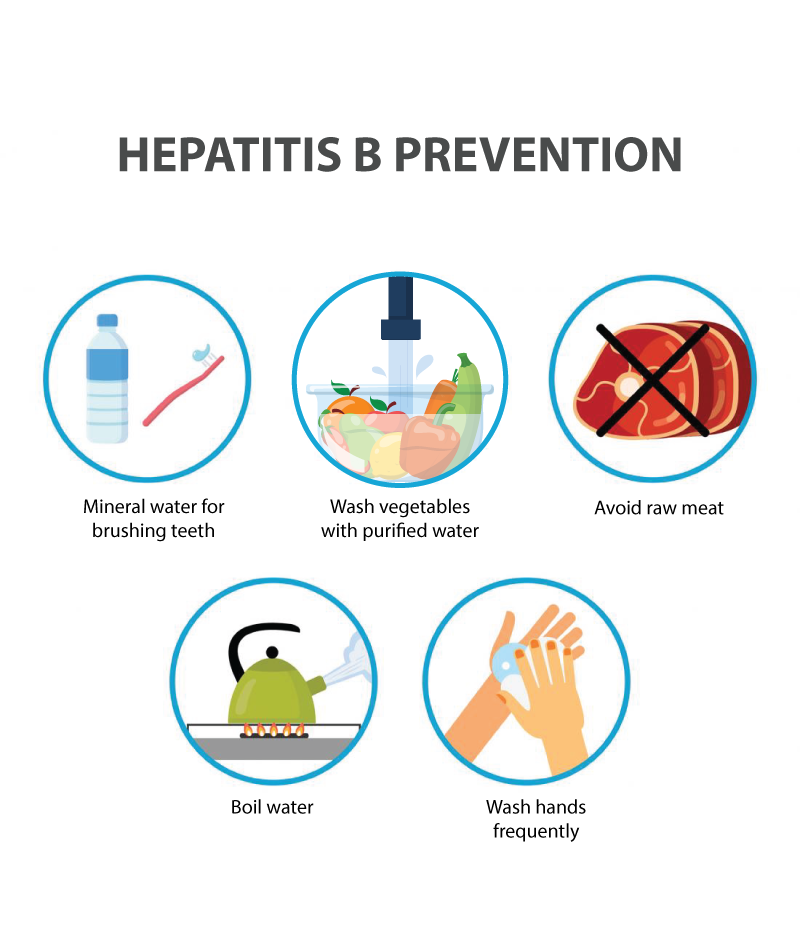 HEPATITIS B PREVENTION
Mineral water for
brushing teeth
Wash vegetables
with purified water
Avoid raw meat
Boil water
Wash hands
frequently